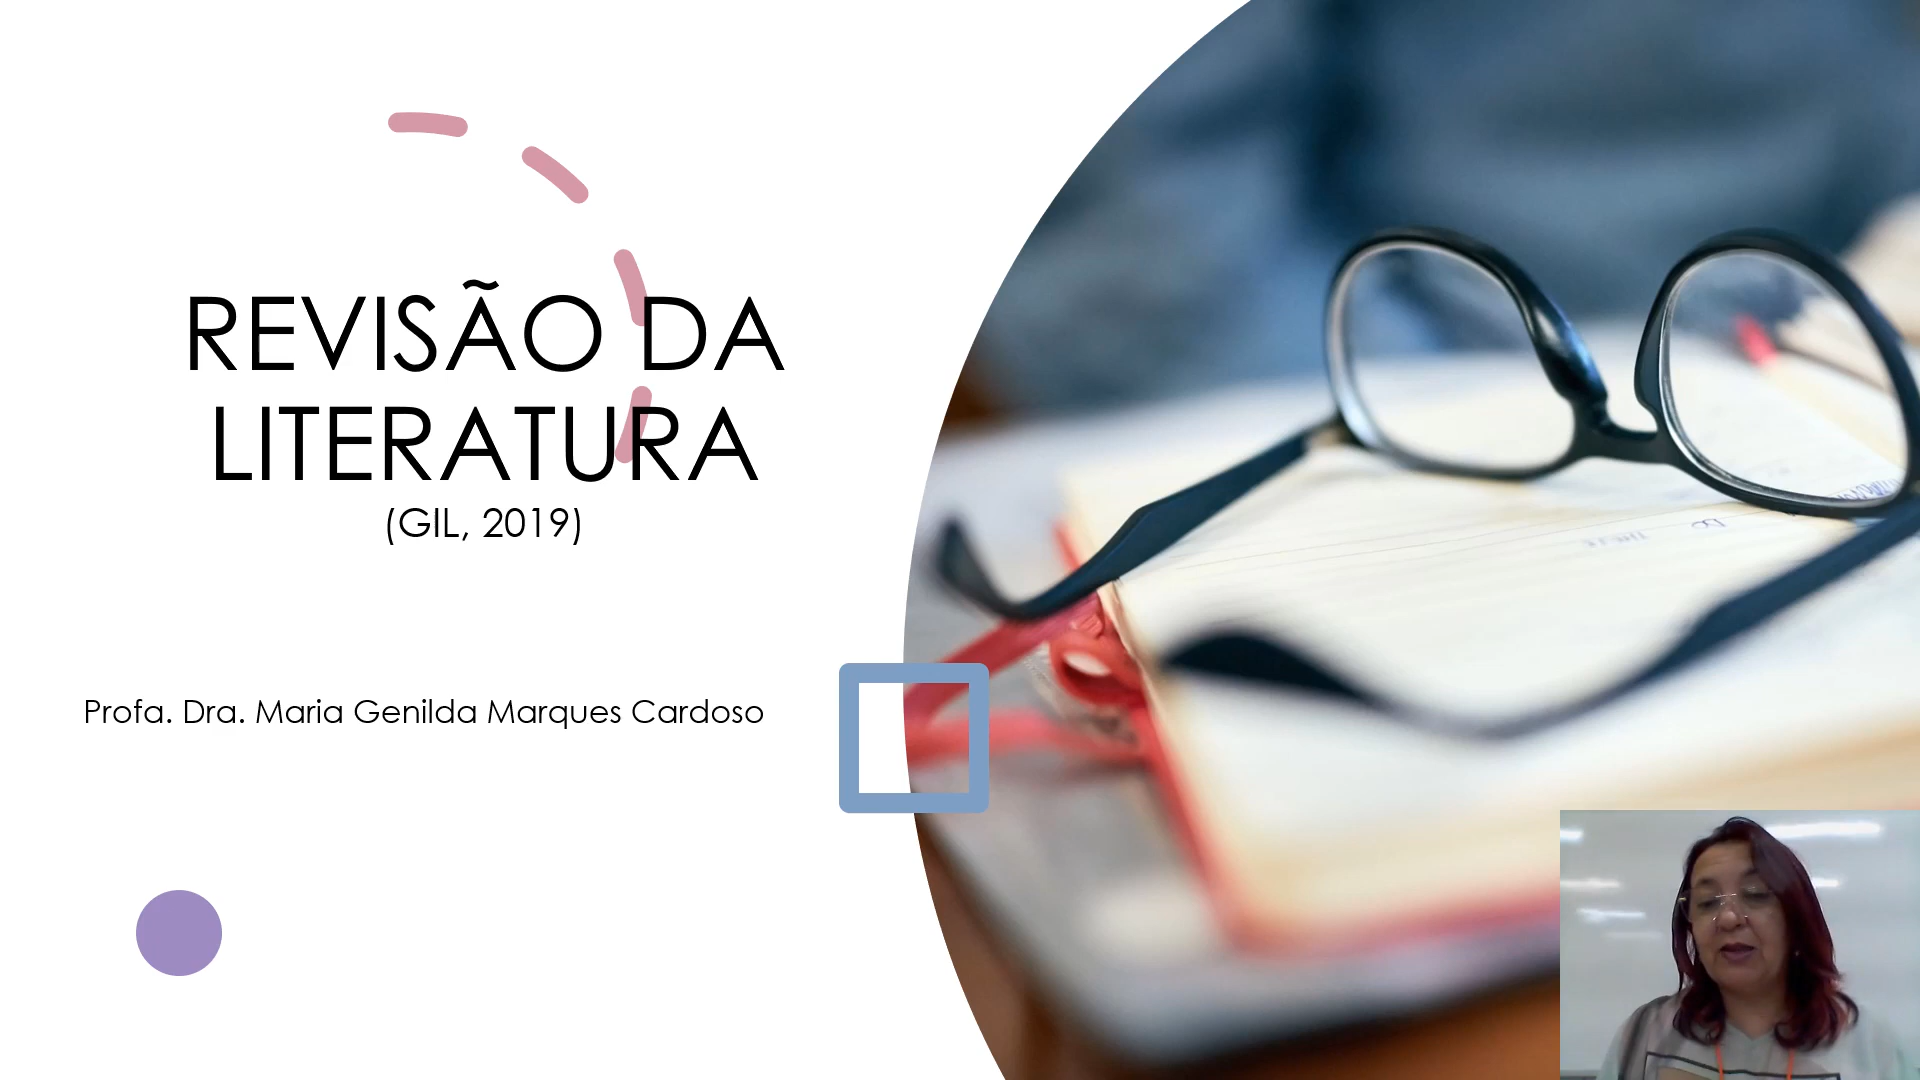 REVISÃO DA
LITERATURA
(GIL, 2019)
Profa. Dra. Maria Genilda Marques Cardoso